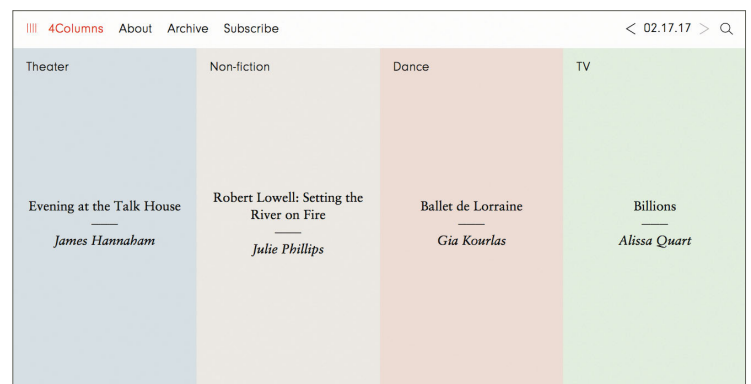 4Columns About Archive Subscribe < 02.17.17 >
Theater
Evening at the Talk House
James Hannaham
Non-fiction
Robert Lowell: Setting the
River on Fire
Julie Phillips
Dance
Ballet de Lorraine
Gia Kourlas
TV
Billions
Alissa Quart